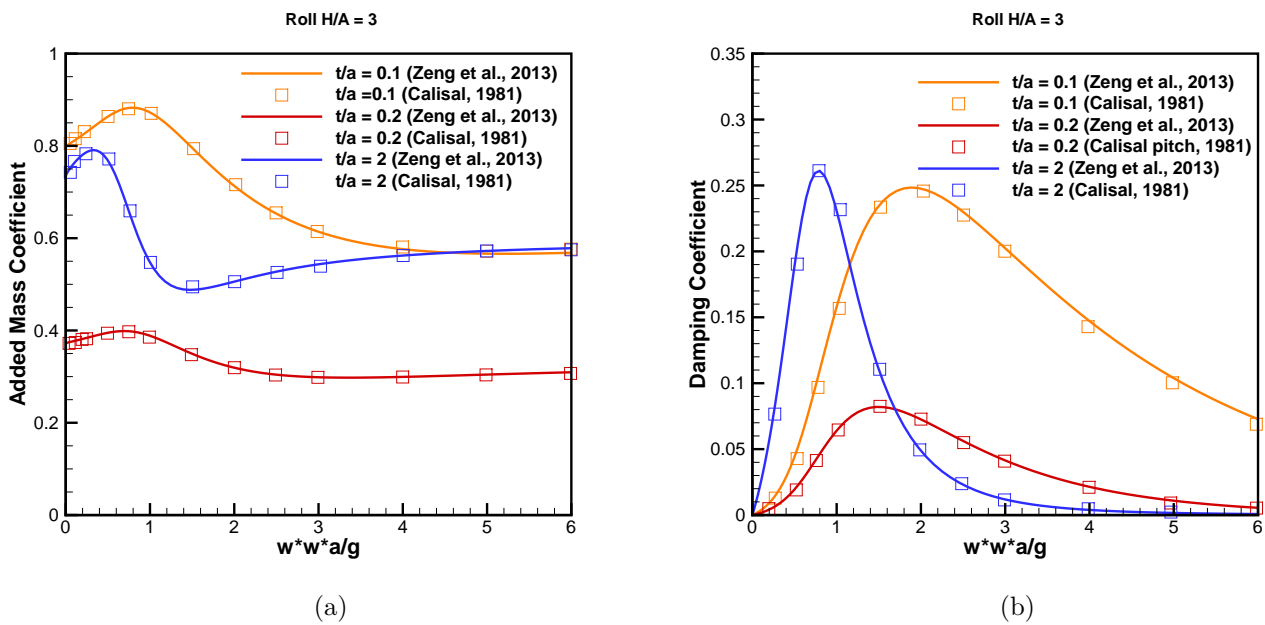 Roll H/A = 3
Added Mass Coefficient
1
0.8
0.6
0.4
0.2
0
t/a = 0.1 (Zeng et al., 2013)
t/a =0.1 (Calisal, 1981)
t/a = 0.2 (Zeng et al., 2013)
t/a = 0.2 (Calisal, 1981)
t/a = 2 (Zeng et al., 2013)
t/a = 2 (Calisal, 1981)
0 1 2 3 4 5 6
w*w*a/g
(a)
Roll H/A = 3
Damping Coefficient
0.35
0.3
0.25
0.2
0.15
0.1
0.05
0
t/a = 0.1 (Zeng et al., 2013)
t/a = 0.1 (Calisal, 1981)
t/a = 0.2 (Zeng et al., 2013)
t/a = 0.2 (Calisal pitch, 1981)
t/a = 2 (Zeng et al., 2013)
t/a = 2 (Calisal, 1981)
0 1 2 3 4 5 6
w*w*a/g
(b)